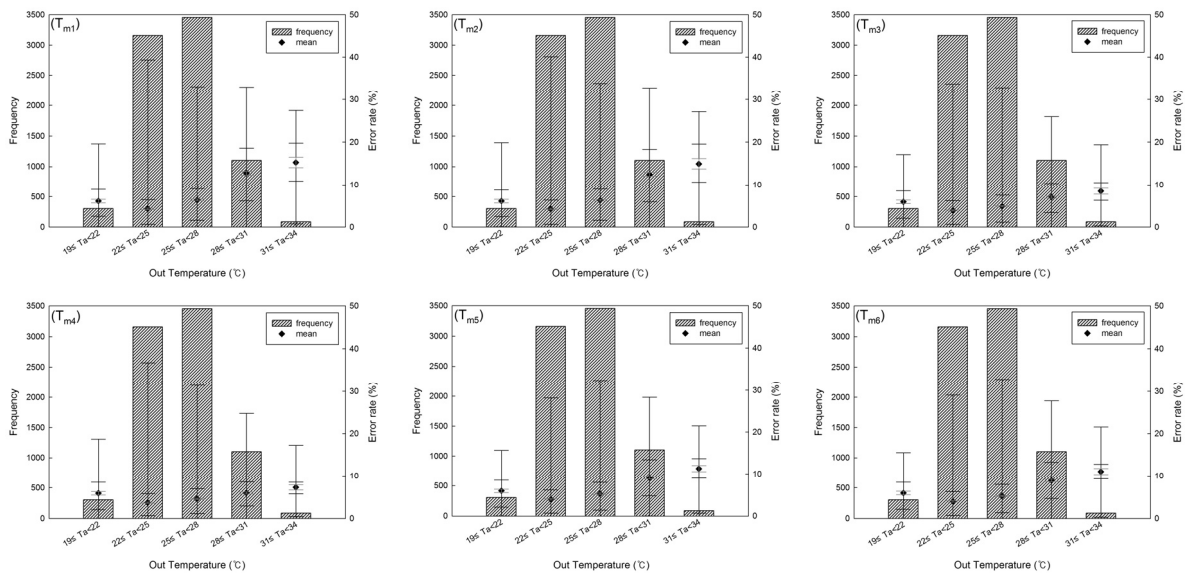 (Tm1)
frequency
mean
3500
3000
2500
2000
1500
1000
500
0
Frequency
50
40
30
20
10
0
Error rate (%)
19≤ Ta<22
22≤ Ta<25
25≤ Ta<28
28≤ Ta<31
31≤ Ta<34
Out Temperature (℃)
(Tm2)
frequency
mean
3500
3000
2500
2000
1500
1000
500
0
Frequency
50
40
30
20
10
0
Error rate (%)
19≤ Ta<22
22≤ Ta<25
25≤ Ta<28
28≤ Ta<31
31≤ Ta<34
Out Temperature (℃)
(Tm3)
frequency
mean
3500
3000
2500
2000
1500
1000
500
0
Frequency
50
40
30
20
10
0
Error rate (%)
19≤ Ta<22
22≤ Ta<25
25≤ Ta<28
28≤ Ta<31
31≤ Ta<34
Out Temperature (℃)
(Tm4)
frequency
mean
3500
3000
2500
2000
1500
1000
500
0
Frequency
50
40
30
20
10
0
Error rate (%)
19≤ Ta<22
22≤ Ta<25
25≤ Ta<28
28≤ Ta<31
31≤ Ta<34
Out Temperature (℃)
(Tm5)
frequency
mean
3500
3000
2500
2000
1500
1000
500
0
Frequency
50
40
30
20
10
0
Error rate (%)
19≤ Ta<22
22≤ Ta<25
25≤ Ta<28
28≤ Ta<31
31≤ Ta<34
Out Temperature (℃)
(Tm6)
frequency
mean
3500
3000
2500
2000
1500
1000
500
0
Frequency
50
40
30
20
10
0
Error rate (%)
19≤ Ta<22
22≤ Ta<25
25≤ Ta<28
28≤ Ta<31
31≤ Ta<34
Out Temperature (℃)